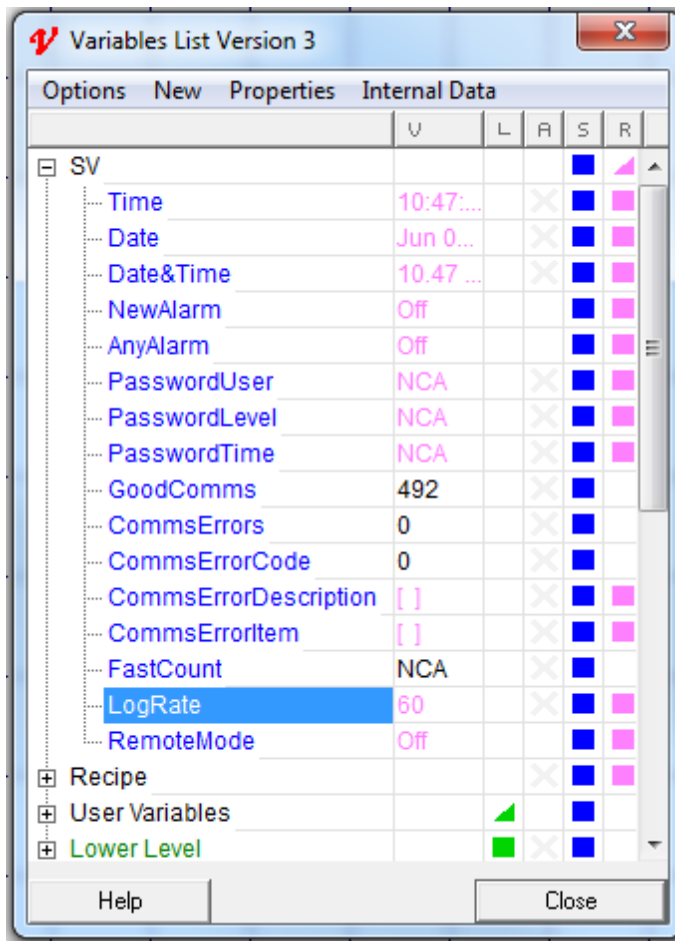 Variables List Version 3
Options New Properties Internal Data
V L A S R
SV
Time 10:47:...
Date Jun 0...
Date&Time 10.47 ...
NewAlarm Off
AnyAlarm Off
PasswordUser NCA
PasswordLevel NCA
PasswordTime NCA
GoodComms 492
CommsErrors 0
CommsErrorCode 0
CommsErrorDescription [ ]
CommsErrorItem [ ]
FastCount NCA
LogRate 60
RemoteMode Off
Recipe
User Variables
Lower Level
Help Close